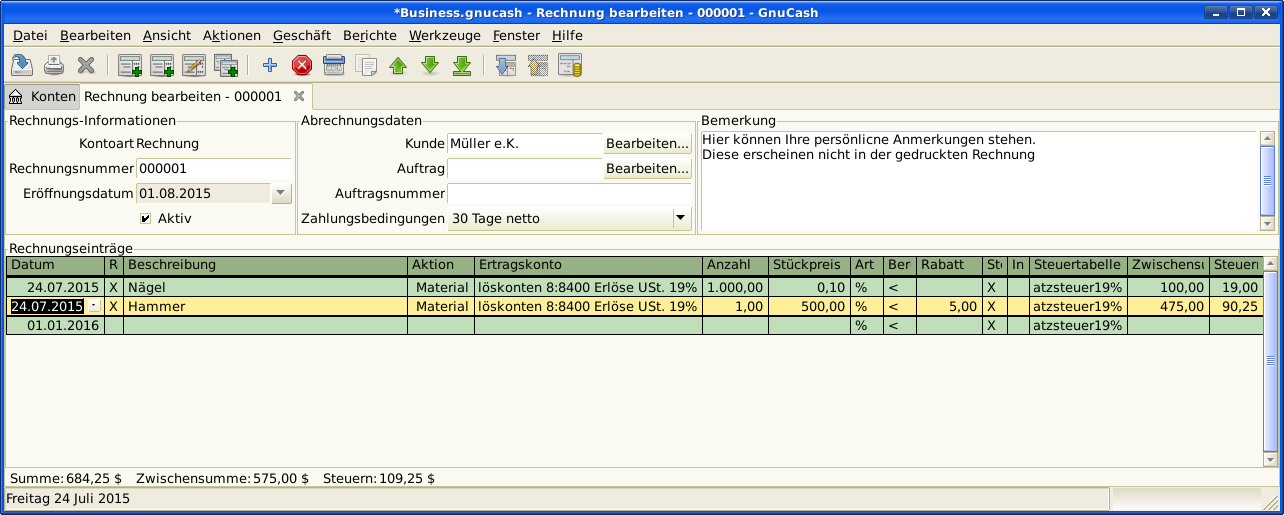 *Business.gnucash - Rechnung bearbeiten - 000001 - GnuCash
Datei Bearbeiten Ansicht Aktionen Geschäft Berichte Werkzeuge Fenster Hilfe
Konten Rechnung bearbeiten - 000001
Rechnungs-Informationen Abrechnungsdaten Bemerkung
Kontoart Rechnung Kunde Müller e.K. Bearbeiten... Hier können Ihre persönlicne Anmerkungen stehen.
Diese erscheinen nicht in der gedruckten Rechnung
Rechnungsnummer 000001 Auftrag Bearbeiten...
Eröffnungsdatum 01.08.2015 Auftragsnummer
Aktiv Zahlungsbedingungen 30 Tage netto
Rechnungseinträge
Datum R Beschreibung Aktion Ertragskonto Anzahl Stückpreis Art Ber Rabatt St In Steuertabelle Zwischensu Steuern
24.07.2015 X Nägel Material löskonten 8:8400 Erlöse USt. 19% 1.000,00 0,10 % < X atzsteuer19% 100,00 19,00
24.07.2015 X Hammer Material löskonten 8:8400 Erlöse USt. 19% 1,00 500,00 % < 5,00 X atzsteuer19% 475,00 90,25
01.01.2016 % < X atzsteuer19%
Summe: 684,25 $ Zwischensumme: 575,00 $ Steuern: 109,25 $
Freitag 24 Juli 2015